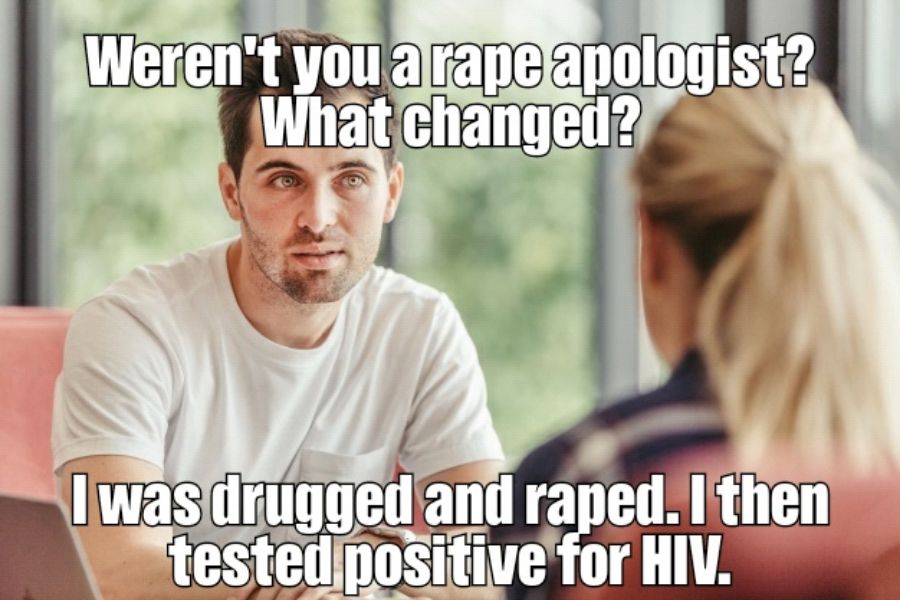 Weren't you a rape apologist?
What changed?
I was drugged and raped. I then
tested positive for HIV.